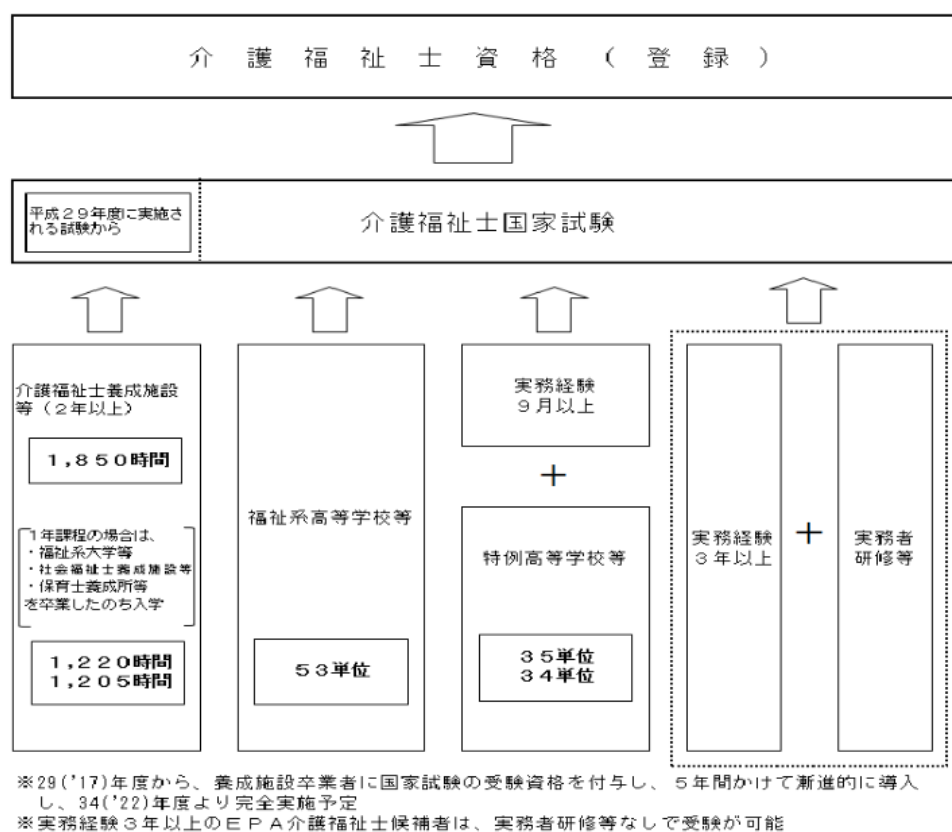 介護福祉士資格(登録)
平成29年度に実施さ
れる試験から
介護福祉士国家試験
介護福祉士養成施設
等(2年以上)
1,850時間
1年課程の場合は、
・福祉系大学等
・社会福祉士養成施設等
・保育士養成所等
を卒業したのち入学
1,220時間
1,205時間
福祉系高等学校等
53単位
実務経験
9月以上
+
特例高等学校等
35単位
34単位
実務経験
3年以上
+
実務者
研修等
※29('17)年度から、養成施設卒業者に国家試験の受験資格を付与し、5年間かけて漸進的に導入
し、34('22)年度より完全実施予定
※実務経験3年以上のEPA介護福祉士候補者は、実務者研修等なしで受験が可能